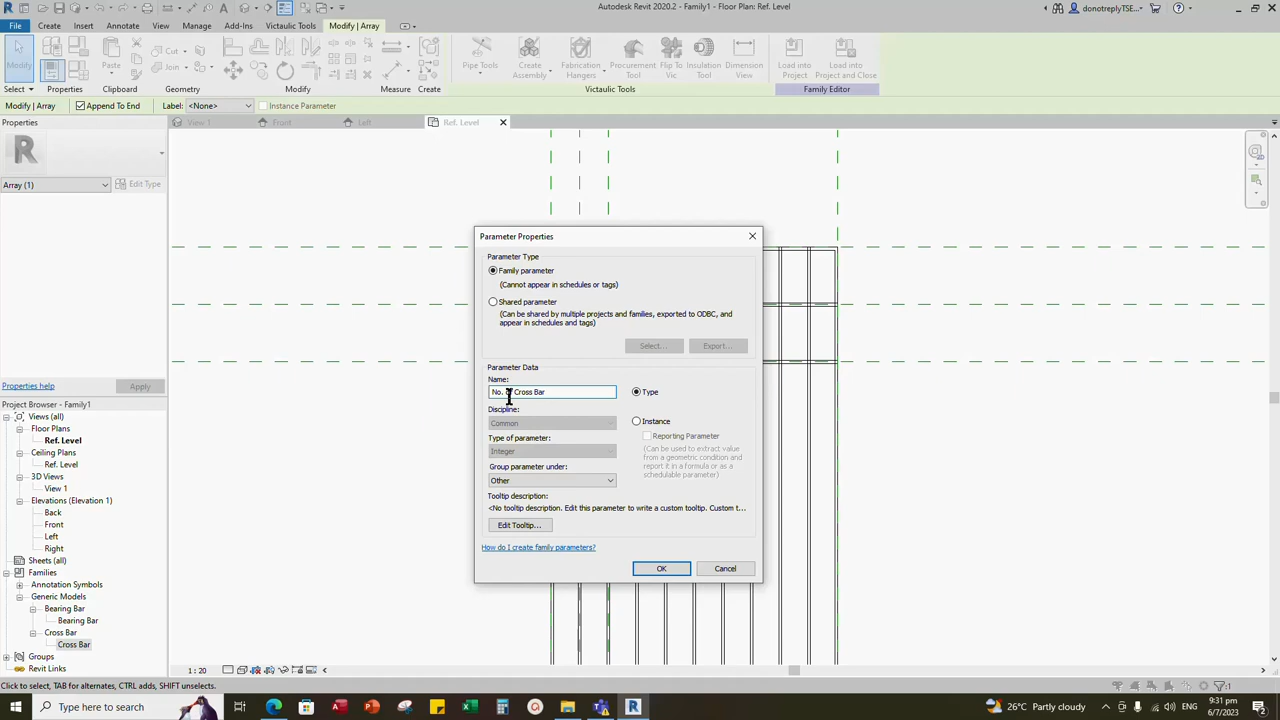 Autodesk Revit 2020.2 - Family1 - Floor Plan: Ref. Level
donotreplyTSE...
File Create Insert Annotate View Manage Add-Ins Victaulic Tools Modify | Array
Modify Paste Cut Join
Pipe Tools Create Assembly Fabrication Hangers Procurement Tool Flip To Vic Insulation Tool Dimension View Load into Project Load into Project and Close
Select Properties Clipboard Geometry Modify Measure Create Victaulic Tools Family Editor
Modify | Array Append To End Label: <None> Instance Parameter
Properties
View 1 Front Left Ref. Level
Array (1) Edit Type
Properties help Apply
Project Browser - Family1
Views (all)
Floor Plans
Ref. Level
Ceiling Plans
Ref. Level
3D Views
View 1
Elevations (Elevation 1)
Back
Front
Left
Right
Sheets (all)
Families
Annotation Symbols
Generic Models
Bearing Bar
Bearing Bar
Cross Bar
Cross Bar
Groups
Revit Links
Parameter Properties
Parameter Type
Family parameter
(Cannot appear in schedules or tags)
Shared parameter
(Can be shared by multiple projects and families, exported to ODBC, and
appear in schedules and tags)
Select... Export...
Parameter Data
Name:
No. Cross Bar
Type
Discipline:
Common
Instance
Reporting Parameter
Type of parameter:
(Can be used to extract value
from a geometric condition and
report it in a formula or as a
schedulable parameter)
Integer
Group parameter under:
Other
Tooltip description:
<No tooltip description. Edit this parameter to write a custom tooltip. Custom t...
Edit Tooltip...
How do I create family parameters?
OK Cancel
1 : 20
Click to select, TAB for alternates, CTRL adds, SHIFT unselects.
:1
Type here to search
26°C Partly cloudy
ENG
9:31 PM
6/7/2023